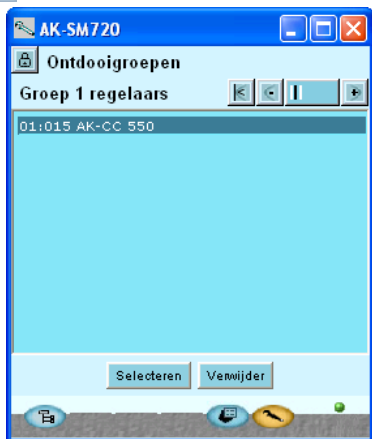 AK-SM720
Ontdooigroepen
Groep 1 regelaars
01:015 AK-CC 550
Selecteren Verwijder